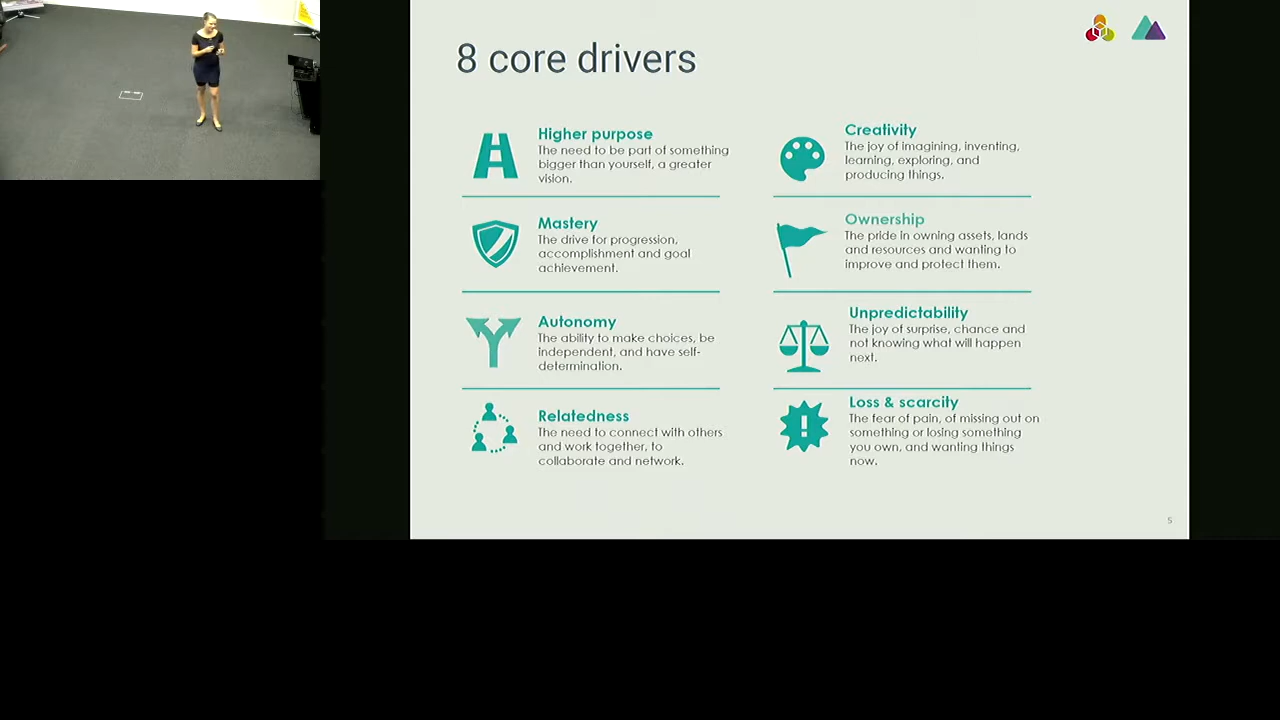 8 core drivers
Higher purpose
The need to be part of something
bigger than yourself, a greater
vision.
Mastery
The drive for progression,
accomplishment and goal
achievement.
Autonomy
The ability to make choices, be
independent, and have self-
determination.
Relatedness
The need to connect with others
and work together, to
collaborate and network.
Creativity
The joy of imagining, inventing,
learning, exploring, and
producing things.
Ownership
The pride in owning assets, lands
and resources and wanting to
improve and protect them.
Unpredictability
The joy of surprise, chance and
not knowing what will happen
next.
Loss & scarcity
The fear of pain, of missing out on
something or losing something
you own, and wanting things
now.
5